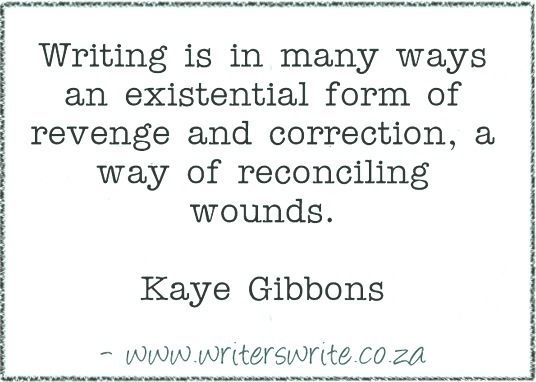 Writing is in many ways
an existential form of
revenge and correction, a
way of reconciling
wounds.
Kaye Gibbons
- www.writerswrite.co.za